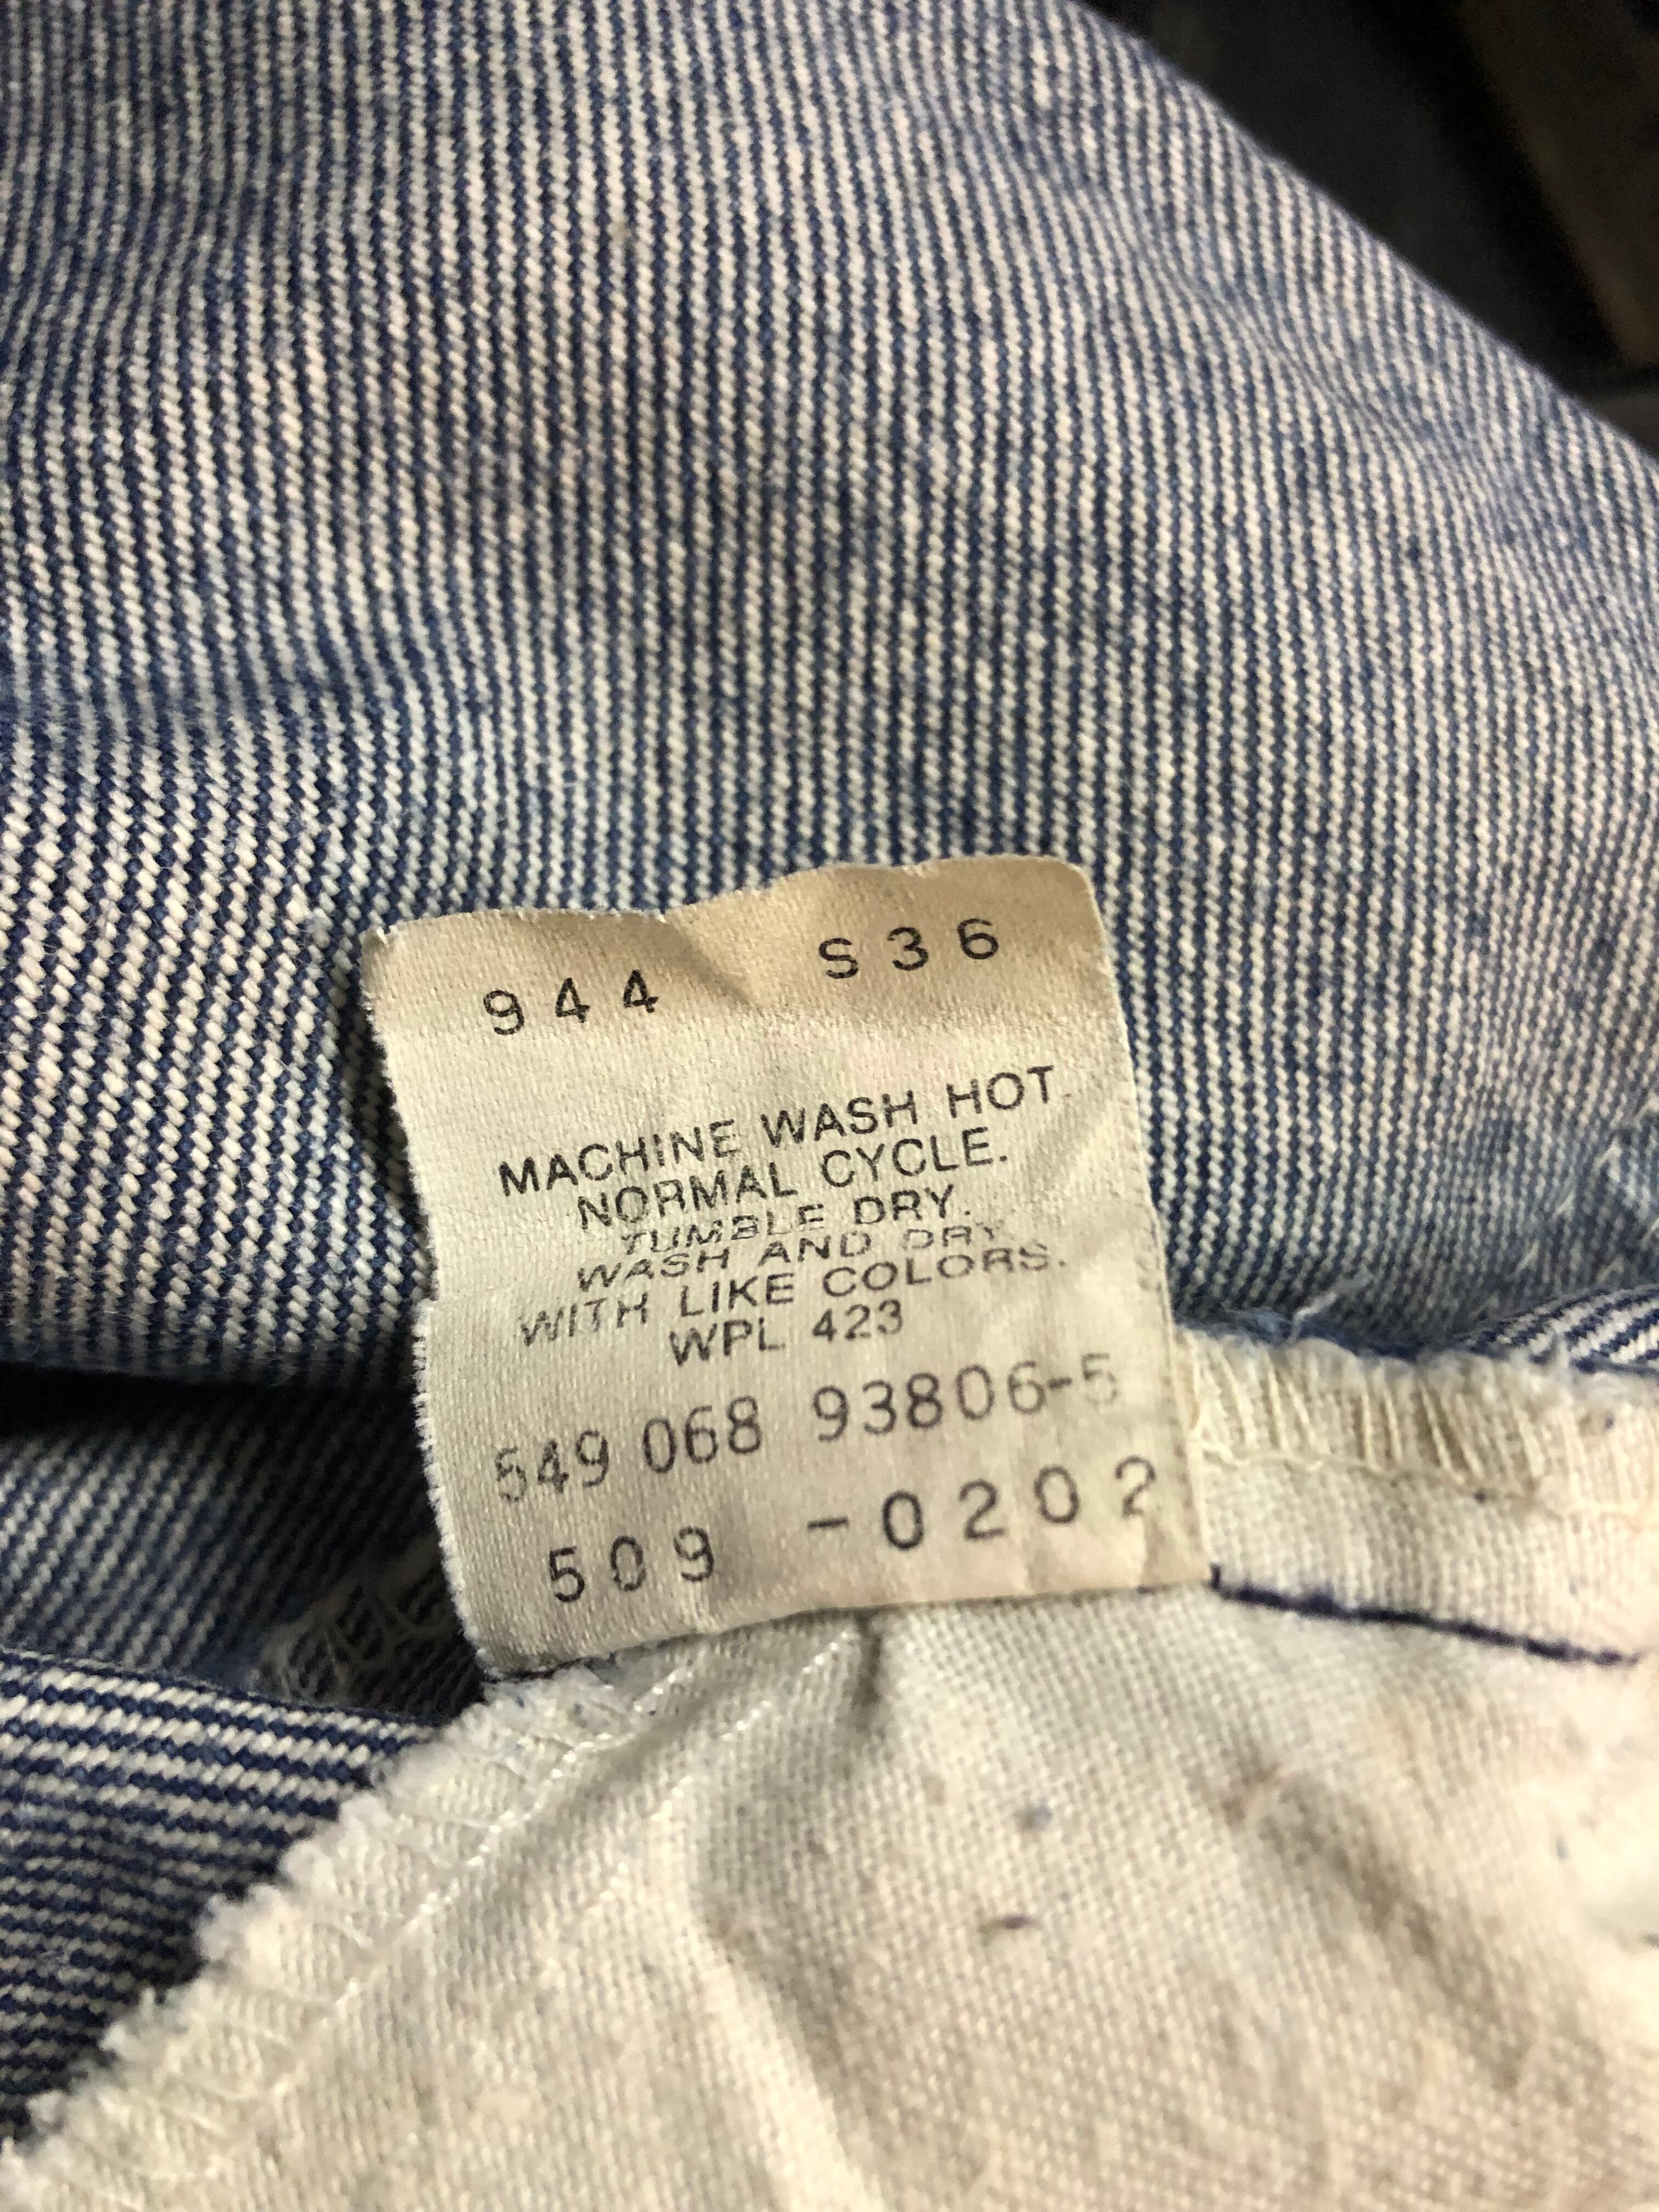 944 S36
MACHINE WASH HOT.
NORMAL CYCLE.
TUMBLE DRY.
WASH AND DRY
WITH LIKE COLORS.
WPL 423
549 068 93806-5
509 -0202